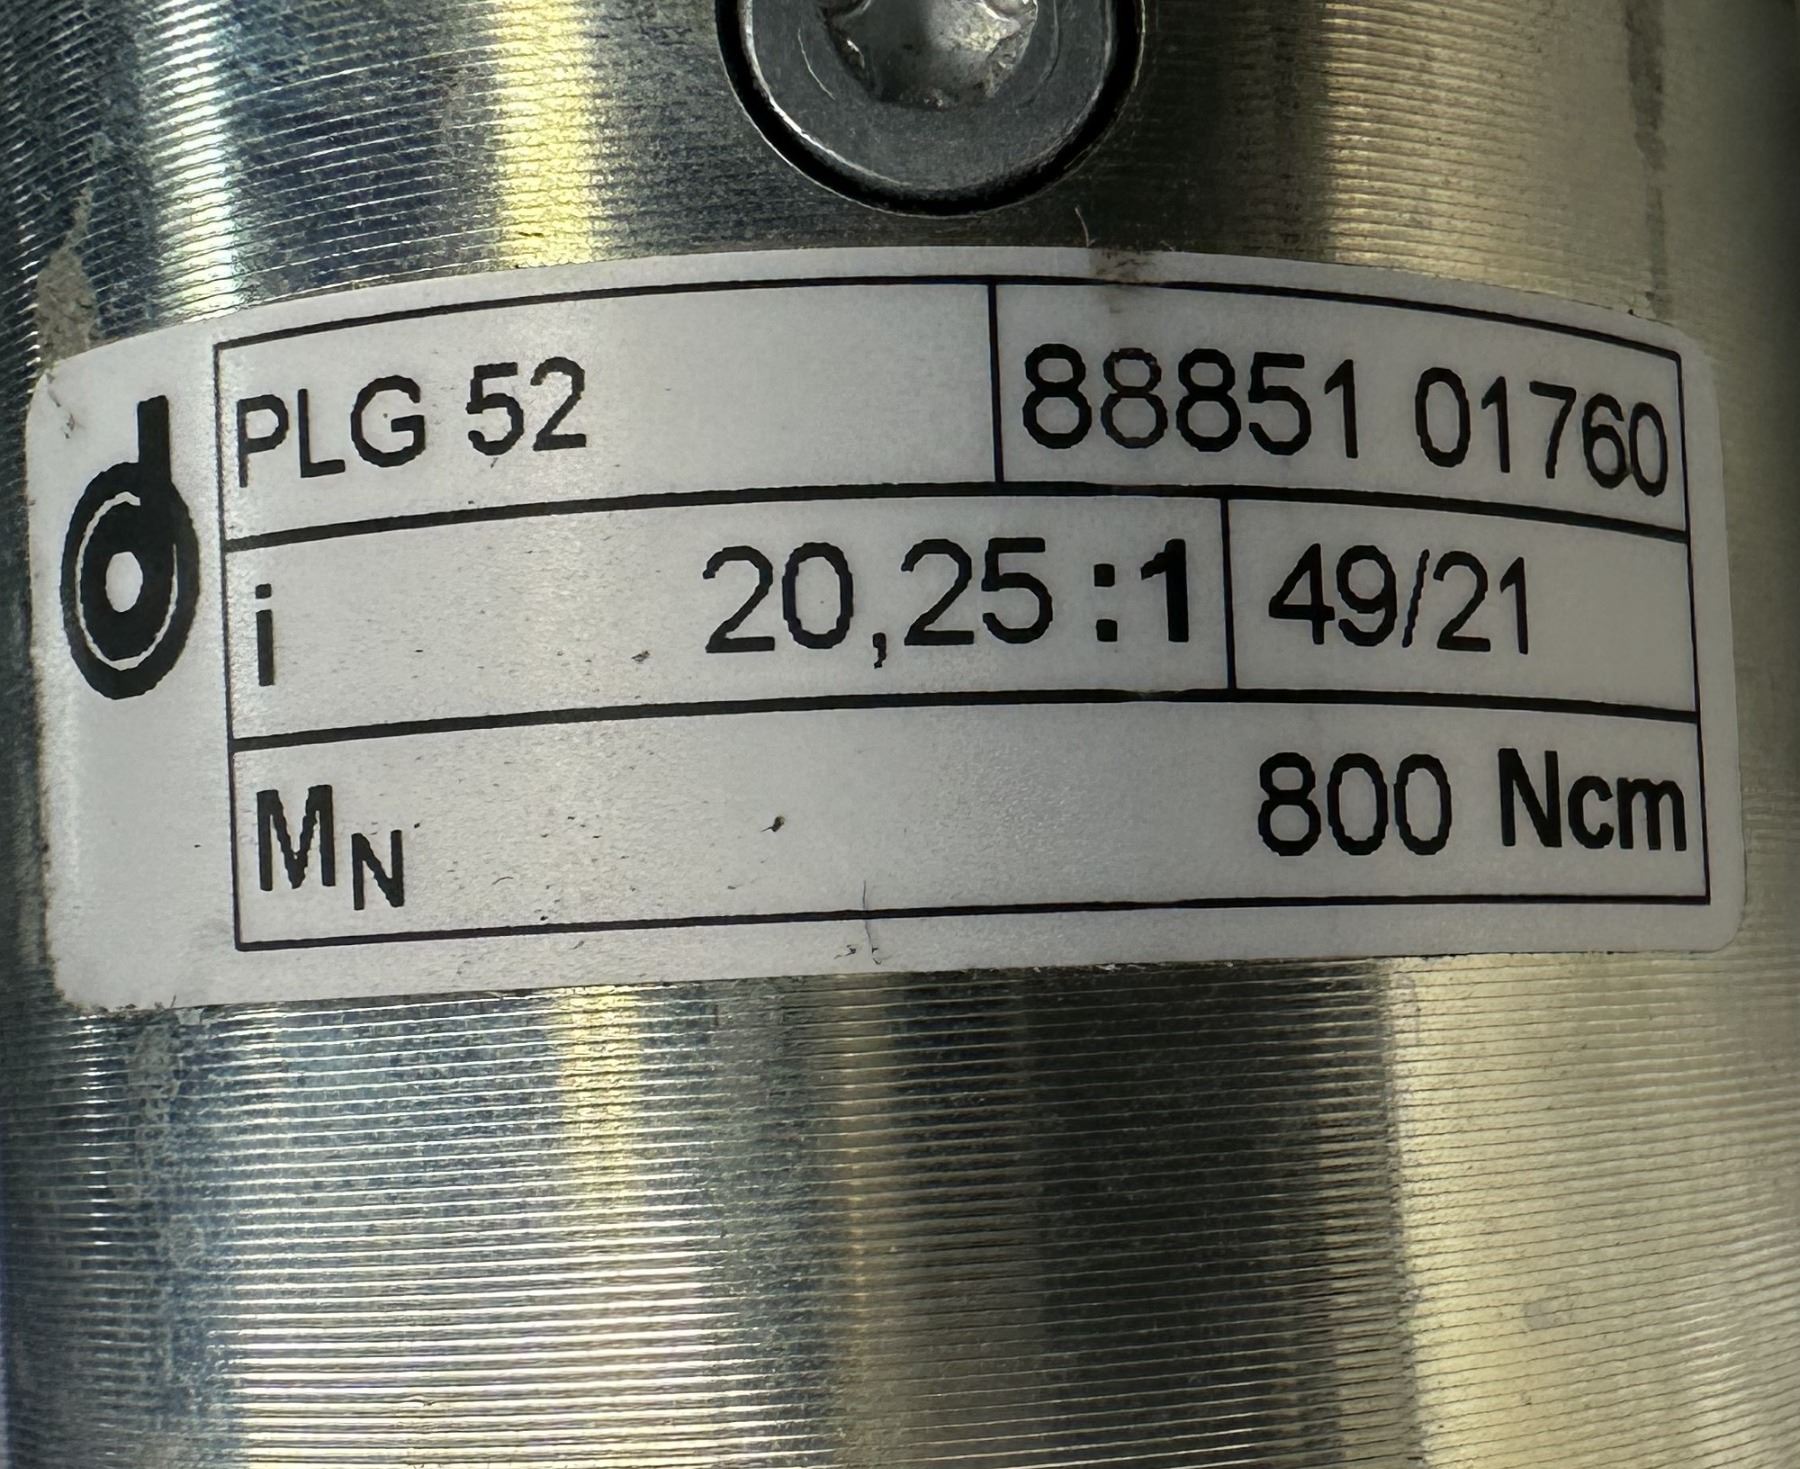 PLG 52 88851 01760
i 20,25 :1 49/21
MN 800 Ncm